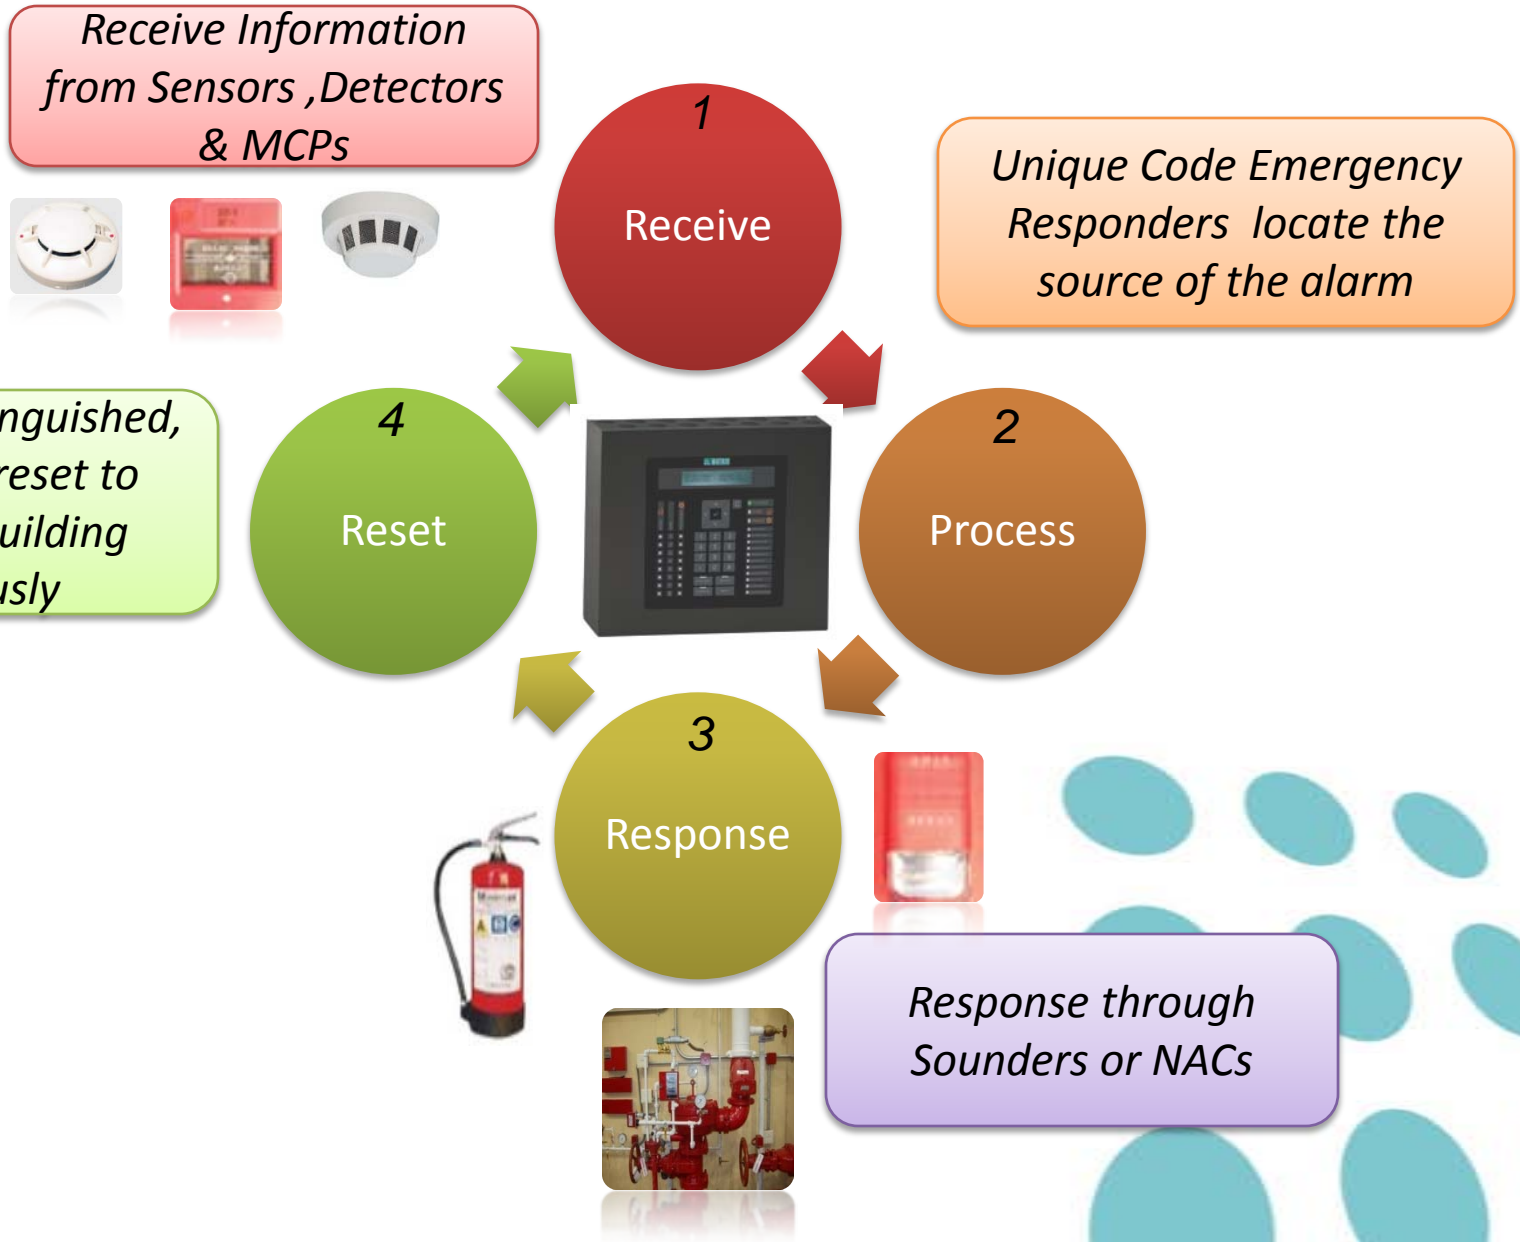 Receive Information
from Sensors ,Detectors
& MCPs
1
Receive
Unique Code Emergency
Responders locate the
source of the alarm
2
Process
nguished,
reset to
uilding
usly
4
Reset
3
Response
Response through
Sounders or NACs